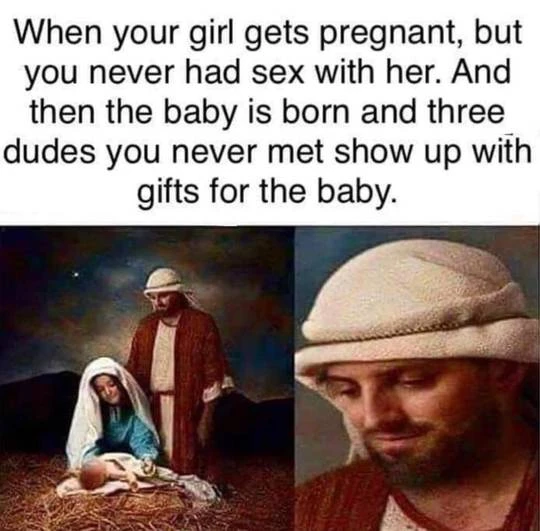 When your girl gets pregnant, but
you never had sex with her. And
then the baby is born and three
dudes you never met show up with
gifts for the baby.